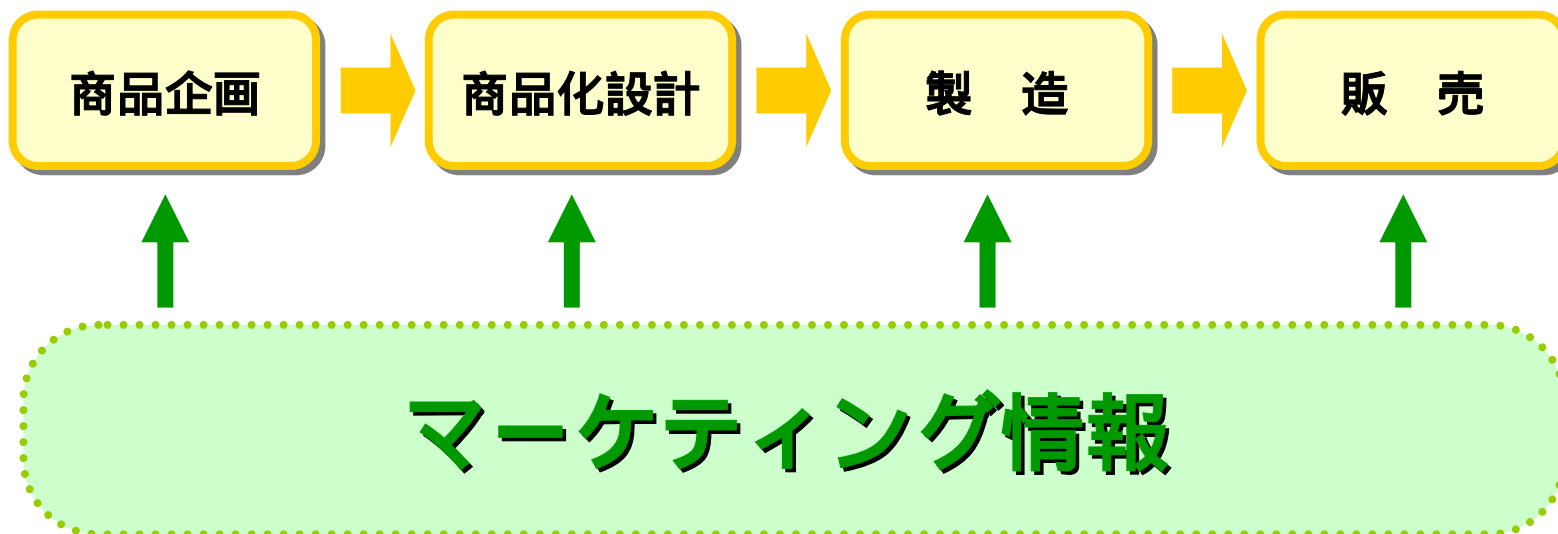 商品企画
商品化設計
製　造
販　売
マーケティング情報